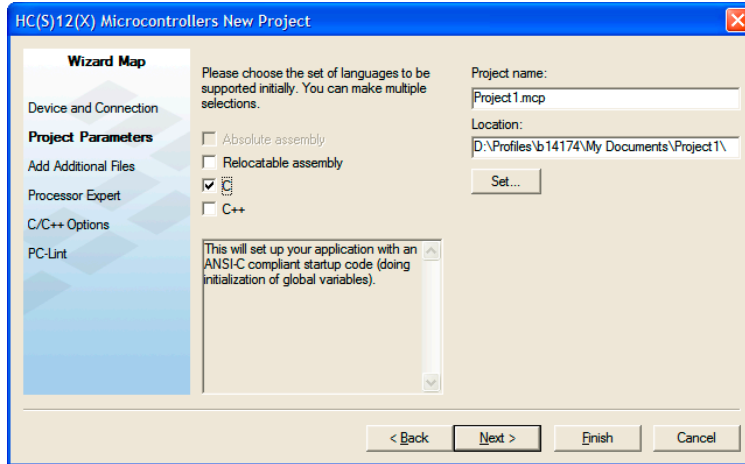 HC(S)12(X) Microcontrollers New Project
Wizard Map
Device and Connection
Project Parameters
Add Additional Files
Processor Expert
C/C++ Options
PC-Lint
Please choose the set of languages to be
supported initially. You can make multiple
selections.
Absolute assembly
Relocatable assembly
C
C++
This will set up your application with an
ANSI-C compliant startup code (doing
initialization of global variables).
Project name:
Project1.mcp
Location:
D:\Profiles\b14174\My Documents\Project1\
Set...
< Back
Next >
Finish
Cancel